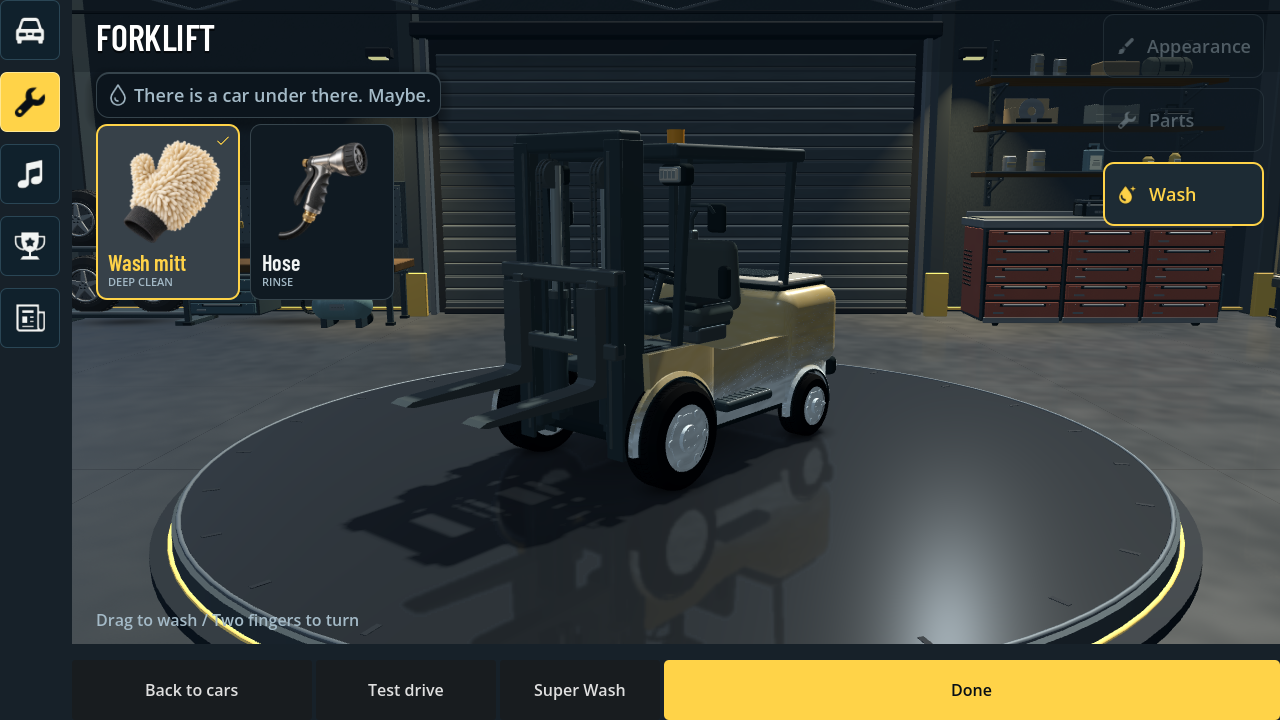 FORKLIFT
There is a car under there. Maybe.
Wash mitt
DEEP CLEAN
Hose
RINSE
Appearance
Parts
Wash
Drag to wash / Two fingers to turn
Back to cars
Test drive
Super Wash
Done